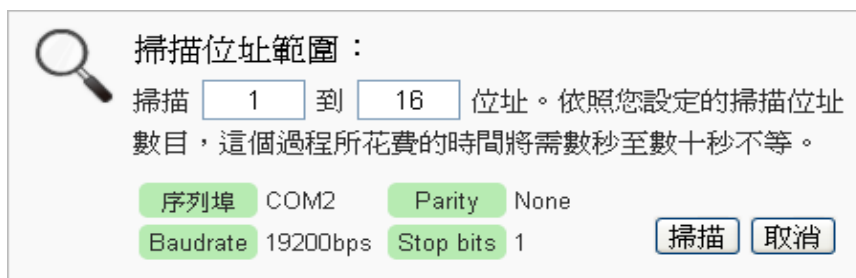 掃描位址範圍：
掃描 1 到 16 位址。依照您設定的掃描位址
數目，這個過程所花費的時間將需數秒至數十秒不等。
序列埠 COM2 Parity None
Baudrate 19200bps Stop bits 1 掃描 取消